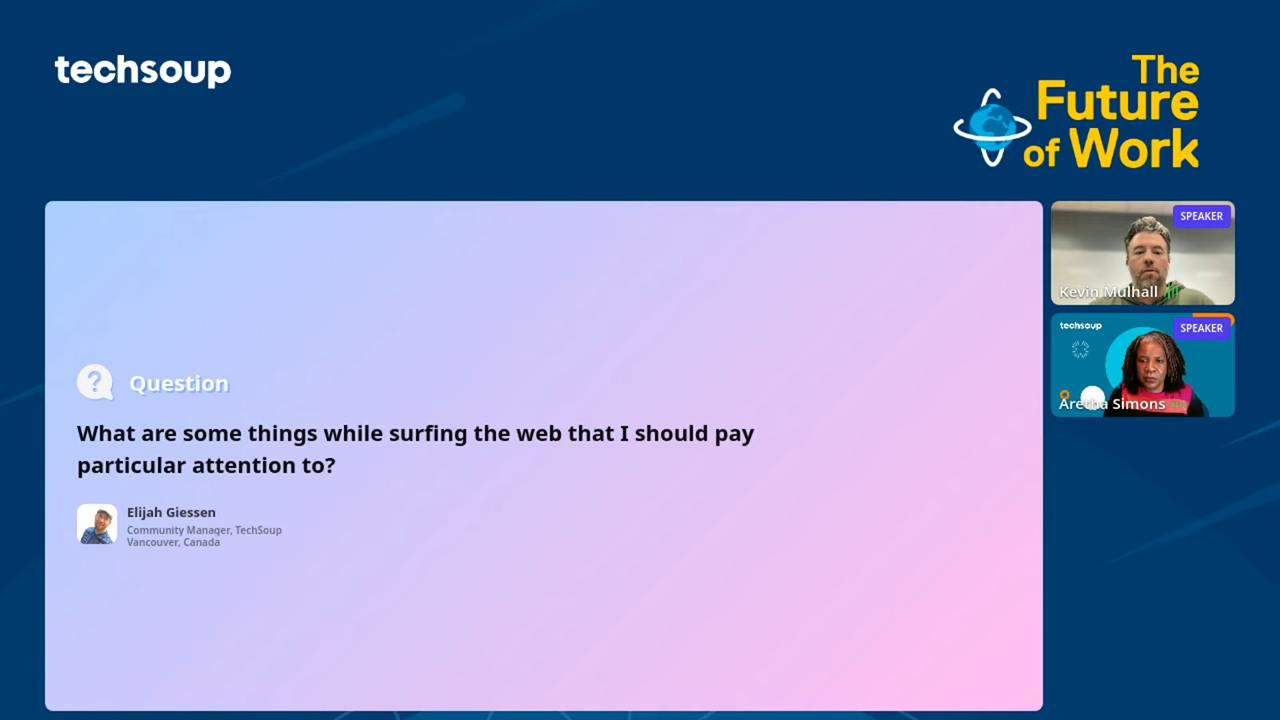 techsoup
The
Future
of Work
SPEAKER
Kevin Mulhall
techsoup
SPEAKER
Aretha Simons
? Question
What are some things while surfing the web that I should pay
particular attention to?
Elijah Giessen
Community Manager, TechSoup
Vancouver, Canada